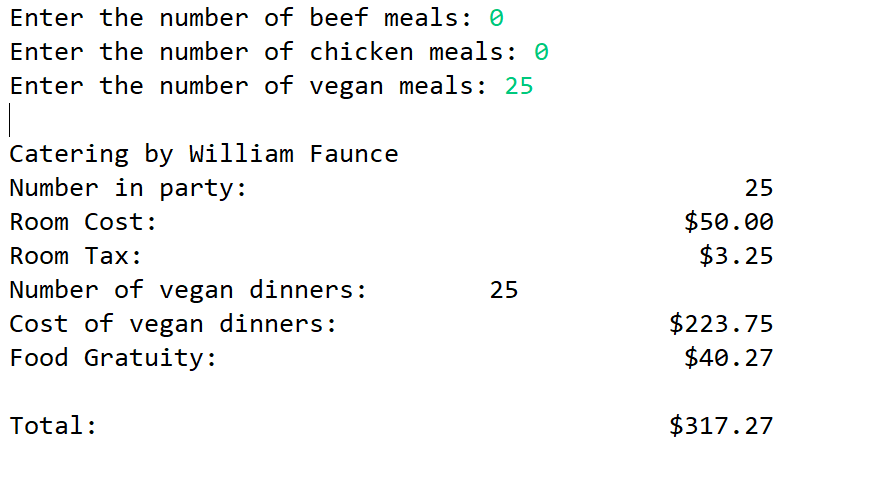 Enter the number of beef meals: 0
Enter the number of chicken meals: 0
Enter the number of vegan meals: 25
Catering by William Faunce
Number in party: 25
Room Cost: $50.00
Room Tax: $3.25
Number of vegan dinners: 25
Cost of vegan dinners: $223.75
Food Gratuity: $40.27
Total: $317.27